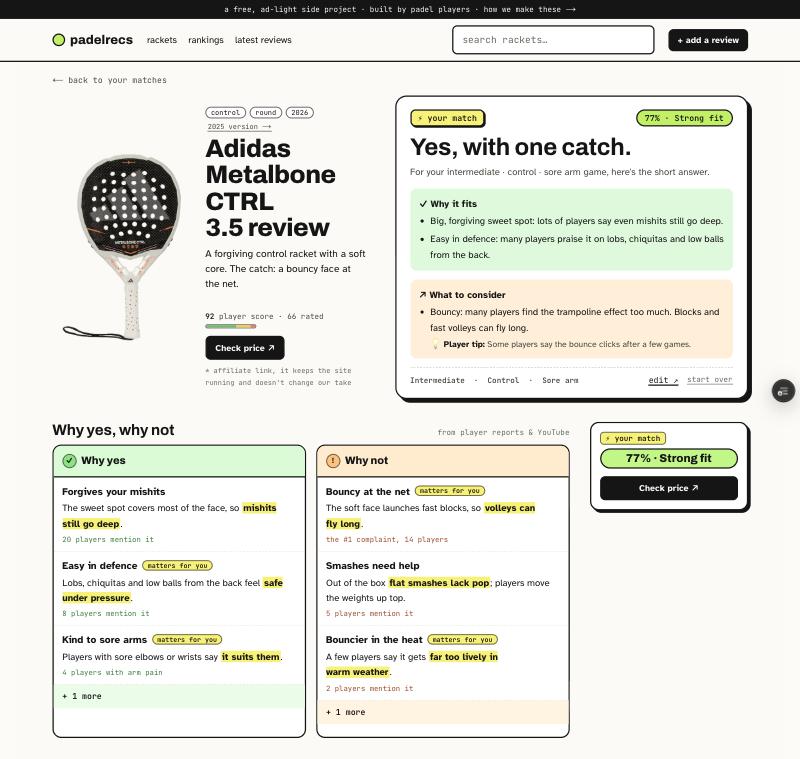 a free, ad-light side project · built by padel players · how we make these ⟶
padelrecs
rackets
rankings
latest reviews
search rackets…
+ add a review
⟵ back to your matches
control
round
2026
2025 version ⟶
Adidas
Metalbone
CTRL
3.5 review
A forgiving control racket with a soft
core. The catch: a bouncy face at
the net.
92 player score · 66 rated
Check price ↗
* affiliate link, it keeps the site
running and doesn't change our take
⚡ your match
77% · Strong fit
Yes, with one catch.
For your intermediate · control · sore arm game, here's the short answer.
✓ Why it fits
• Big, forgiving sweet spot: lots of players say even mishits still go deep.
• Easy in defence: many players praise it on lobs, chiquitas and low balls
from the back.
↗ What to consider
• Bouncy: many players find the trampoline effect too much. Blocks and
fast volleys can fly long.
💡 Player tip: Some players say the bounce clicks after a few games.
Intermediate · Control · Sore arm
edit ↗
start over
Why yes, why not
from player reports & YouTube
Why yes
Forgives your mishits
The sweet spot covers most of the face, so mishits
still go deep.
20 players mention it
Easy in defence
matters for you
Lobs, chiquitas and low balls from the back feel safe
under pressure.
8 players mention it
Kind to sore arms
matters for you
Players with sore elbows or wrists say it suits them.
4 players with arm pain
+ 1 more
Why not
Bouncy at the net
matters for you
The soft face launches fast blocks, so volleys can
fly long.
the #1 complaint, 14 players
Smashes need help
Out of the box flat smashes lack pop; players move
the weights up top.
5 players mention it
Bouncier in the heat
matters for you
A few players say it gets far too lively in
warm weather.
2 players mention it
+ 1 more
⚡ your match
77% · Strong fit
Check price ↗